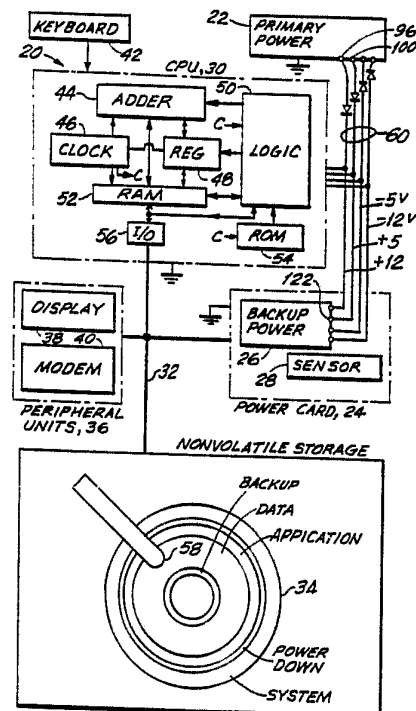 KEYBOARD
42
20
22
PRIMARY
POWER
96
100
CPU, 30
50
44
ADDER
46
CLOCK
C
REG
48
C
LOGIC
60
52
RAM
56
I/O
C
ROM
54
-5V
-12V
+5
+12
122
DISPLAY
38
40
MODEM
PERIPHERAL
UNITS, 36
32
BACKUP
POWER
26
28
SENSOR
POWER CARD, 24
NONVOLATILE STORAGE
BACKUP
DATA
APPICATION
58
34
POWER
DOWN
SYSTEM